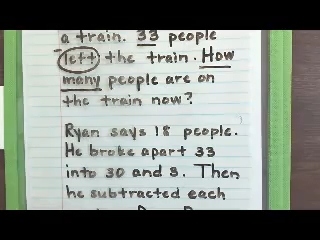 a train. 33 people
left the train. How
many people are on
the train now?
Ryan says 18 people.
He broke apart 33
into 30 and 3. Then
he subtracted each